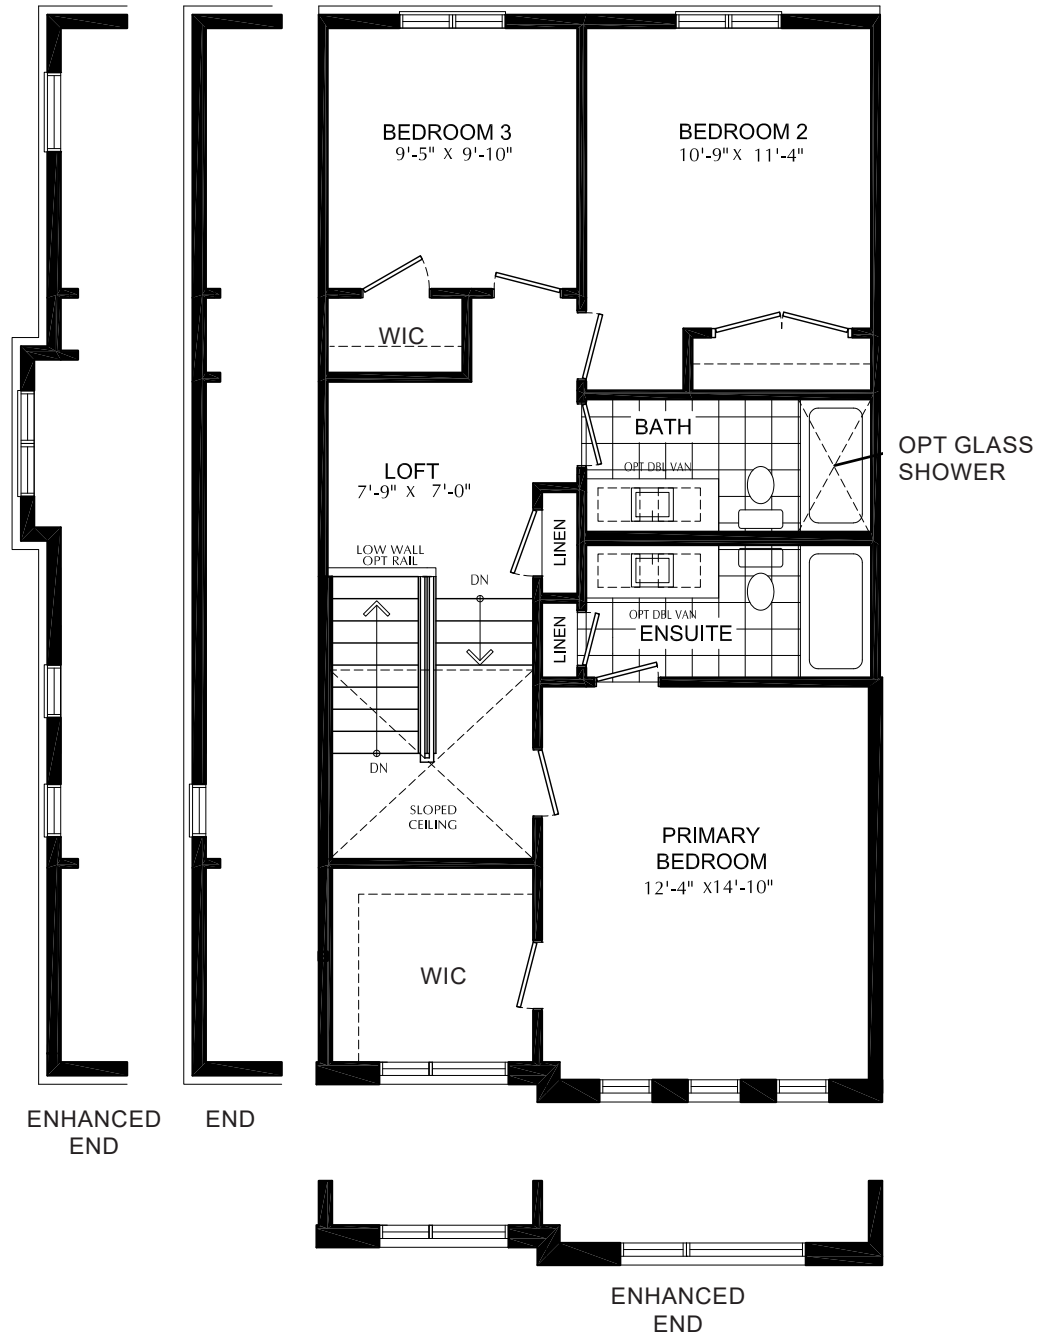 BEDROOM 3
9'-5" X 9'-10"
BEDROOM 2
10'-9" X 11'-4"
WIC
BATH
OPT GLASS
SHOWER
LOFT
7'-9" X 7'-0"
OPT DBL VAN
LINEN
LOW WALL
OPT RAIL
DN
OPT DBL VAN
ENSUITE
LINEN
DN
SLOPED
CEILING
PRIMARY
BEDROOM
12'-4" X14'-10"
WIC
ENHANCED
END
END
ENHANCED
END